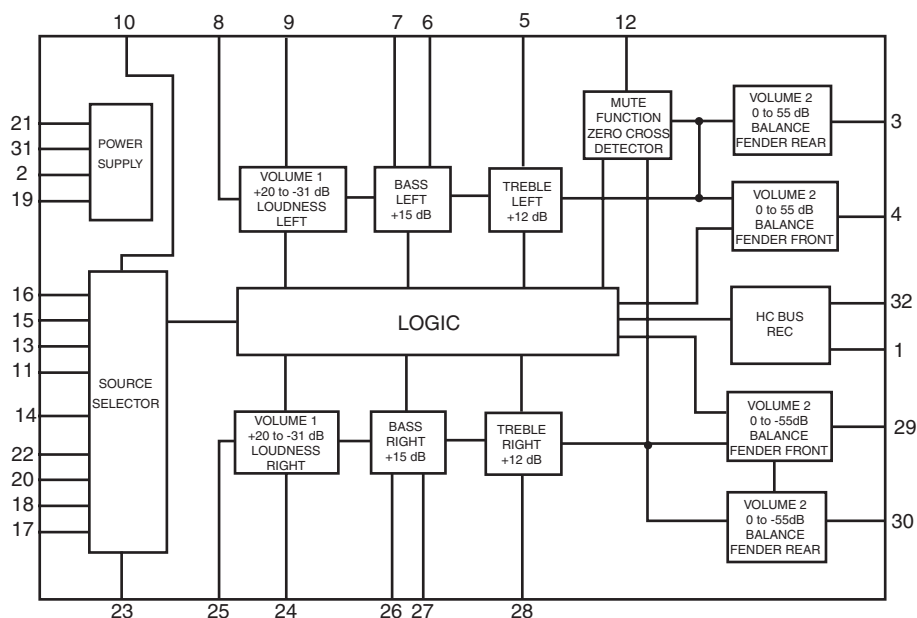 10
8
9
7
6
5
12
21
31
2
19
POWER
SUPPLY
VOLUME 1
+20 to -31 dB
LOUDNESS
LEFT
BASS
LEFT
+15 dB
TREBLE
LEFT
+12 dB
MUTE
FUNCTION
ZERO CROSS
DETECTOR
VOLUME 2
0 to 55 dB
BALANCE
FENDER REAR
3
VOLUME 2
0 to 55 dB
BALANCE
FENDER FRONT
4
16
15
13
11
14
22
20
18
17
SOURCE
SELECTOR
LOGIC
HC BUS
REC
32
1
VOLUME 1
+20 to -31 dB
LOUDNESS
RIGHT
BASS
RIGHT
+15 dB
TREBLE
RIGHT
+12 dB
VOLUME 2
0 to -55dB
BALANCE
FENDER FRONT
29
VOLUME 2
0 to -55dB
BALANCE
FENDER REAR
30
23
25
24
26
27
28